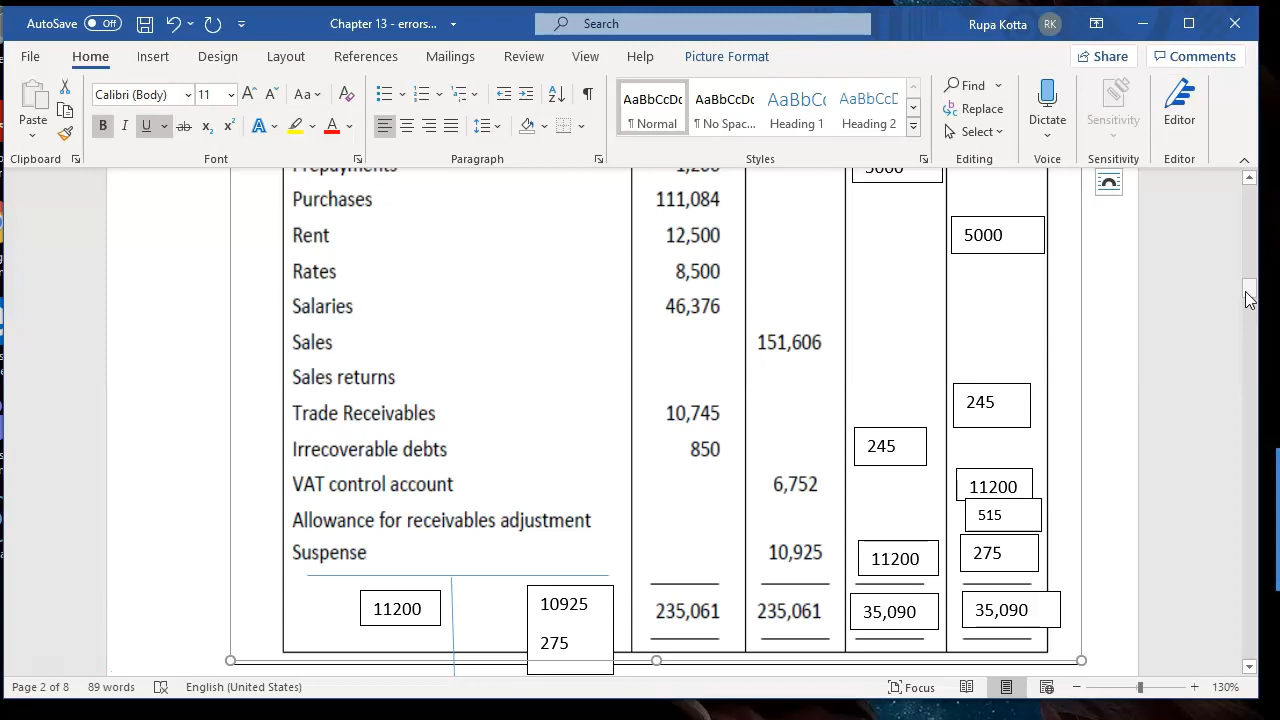 AutoSave Off Chapter 13 - errors... Search Rupa Kotta RK
File Home Insert Design Layout References Mailings Review View Help Picture Format Share Comments
Paste Calibri (Body) 11 Aa AaBbCcDc AaBbCcDc AaBbCc AaBbCcD Find Replace Select Dictate Sensitivity Editor
¶ Normal ¶ No Spac... Heading 1 Heading 2
Clipboard Font Paragraph Styles Editing Voice Sensitivity Editor
Prepayments 1,200 5000
Purchases 111,084
Rent 12,500 5000
Rates 8,500
Salaries 46,376
Sales 151,606
Sales returns
Trade Receivables 10,745 245
Irrecoverable debts 850 245
VAT control account 6,752 11200
Allowance for receivables adjustment 515
Suspense 10,925 11200 275
11200 10925 235,061 235,061 35,090 35,090
275
Page 2 of 8 89 words English (United States) Focus 130%